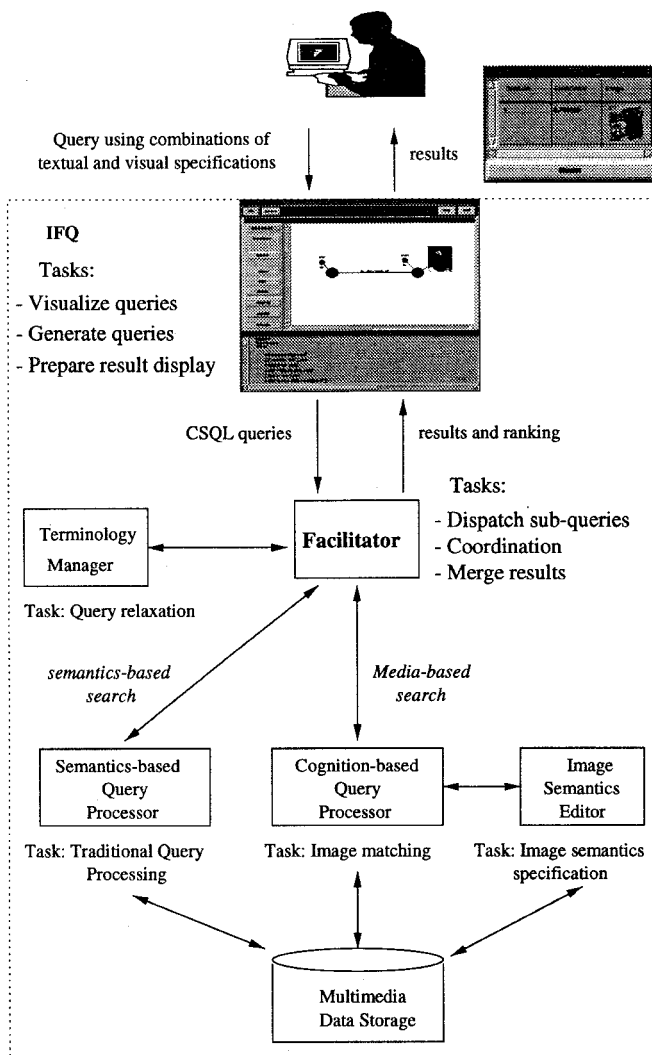 Query using combinations of
textual and visual specifications
results
IFQ
Tasks:
- Visualize queries
- Generate queries
- Prepare result display
CSQL queries
results and ranking
Tasks:
- Dispatch sub-queries
- Coordination
- Merge results
Facilitator
Terminology
Manager
Task: Query relaxation
semantics-based
search
Media-based
search
Semantics-based
Query
Processor
Cognition-based
Query
Processor
Image
Semantics
Editor
Task: Traditional Query
Processing
Task: Image matching
Task: Image semantics
specification
Multimedia
Data Storage